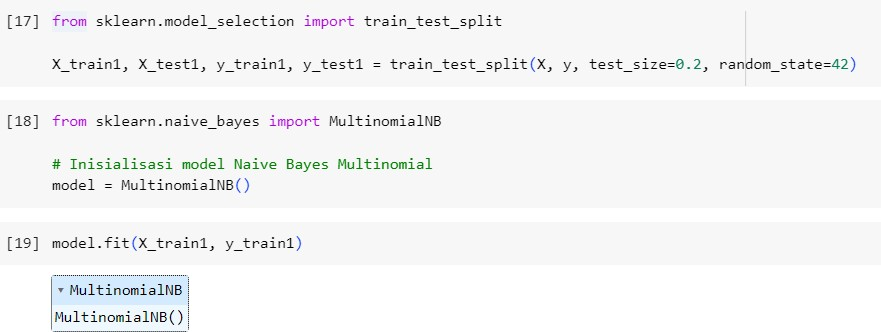 [17] from sklearn.model_selection import train_test_split
X_train1, X_test1, y_train1, y_test1 = train_test_split(X, y, test_size=0.2, random_state=42)
[18] from sklearn.naive_bayes import MultinomialNB
# Inisialisasi model Naive Bayes Multinomial
model = MultinomialNB()
[19] model.fit(X_train1, y_train1)
▾ MultinomialNB
MultinomialNB()